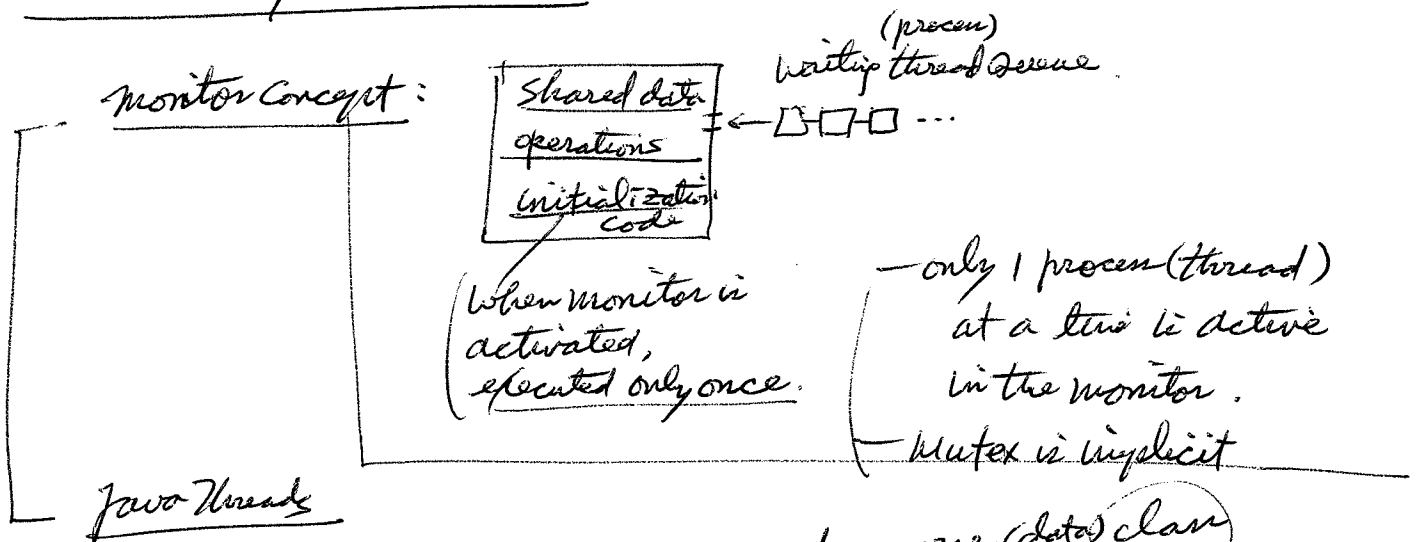 Monitor Concept :
Shared data
operations
initialization
code
(process)
waiting thread Queue.
...
when monitor is
activated,
executed only once.
— only 1 process (thread)
at a time is active
in the monitor.
— Mutex is implicit
Java Threads
(data) class